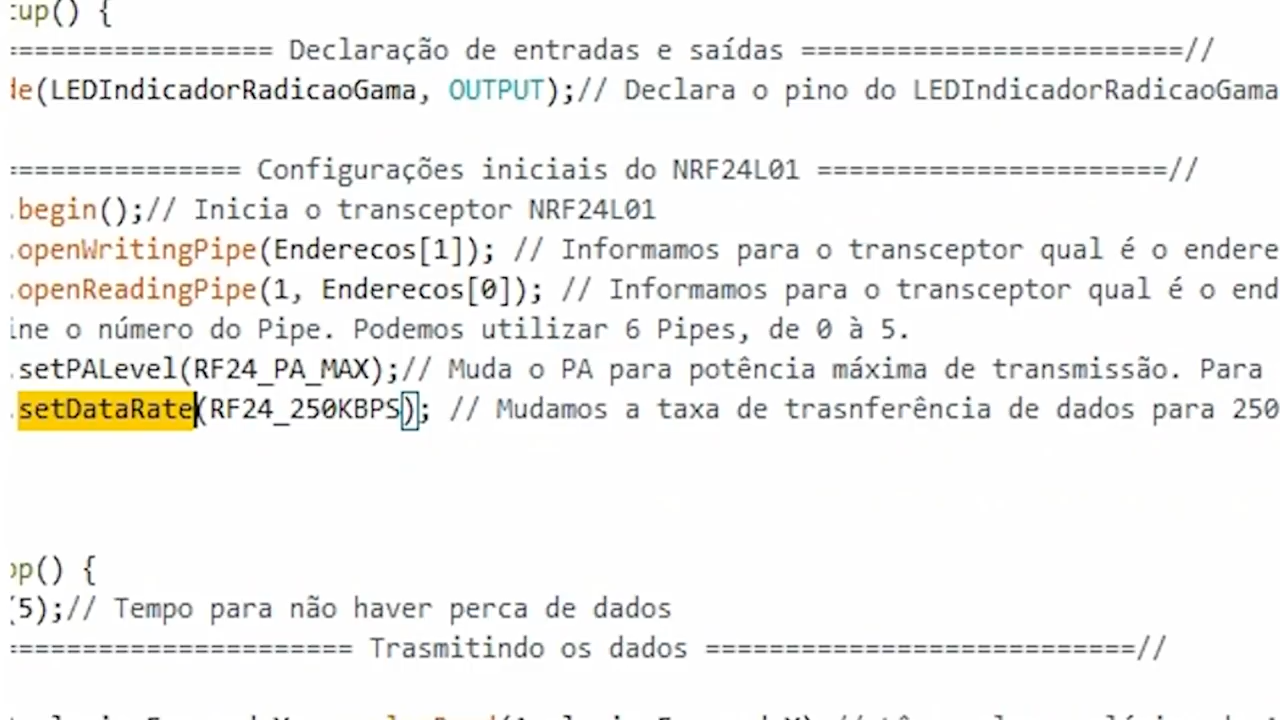 up() {
================= Declaração de entradas e saídas ========================//
de(LEDIndicadorRadicaoGama, OUTPUT);// Declara o pino do LEDIndicadorRadicaoGama
=============== Configurações iniciais do NRF24L01 ======================//
.begin();// Inicia o transceptor NRF24L01
.openWritingPipe(Enderecos[1]); // Informamos para o transceptor qual é o endere
.openReadingPipe(1, Enderecos[0]); // Informamos para o transceptor qual é o end
ine o número do Pipe. Podemos utilizar 6 Pipes, de 0 à 5.
.setPALevel(RF24_PA_MAX);// Muda o PA para potência máxima de transmissão. Para
.setDataRate(RF24_250KBPS); // Mudamos a taxa de trasnferência de dados para 250
op() {
(5);// Tempo para não haver perca de dados
====================== Trasmitindo os dados ===========================//